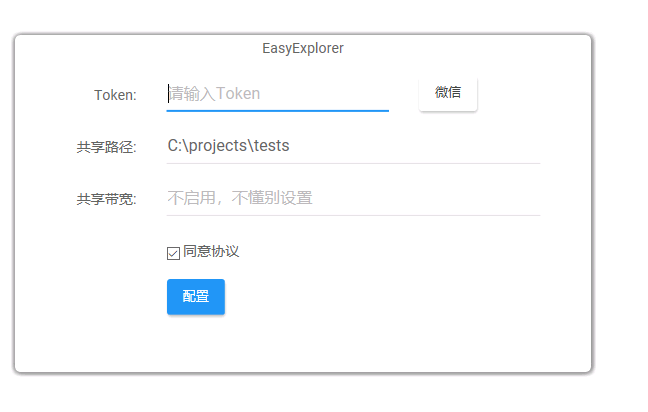 EasyExplorer
Token: 请输入Token 微信
共享路径: C:\projects\tests
共享带宽: 不启用，不懂别设置
同意协议
配置